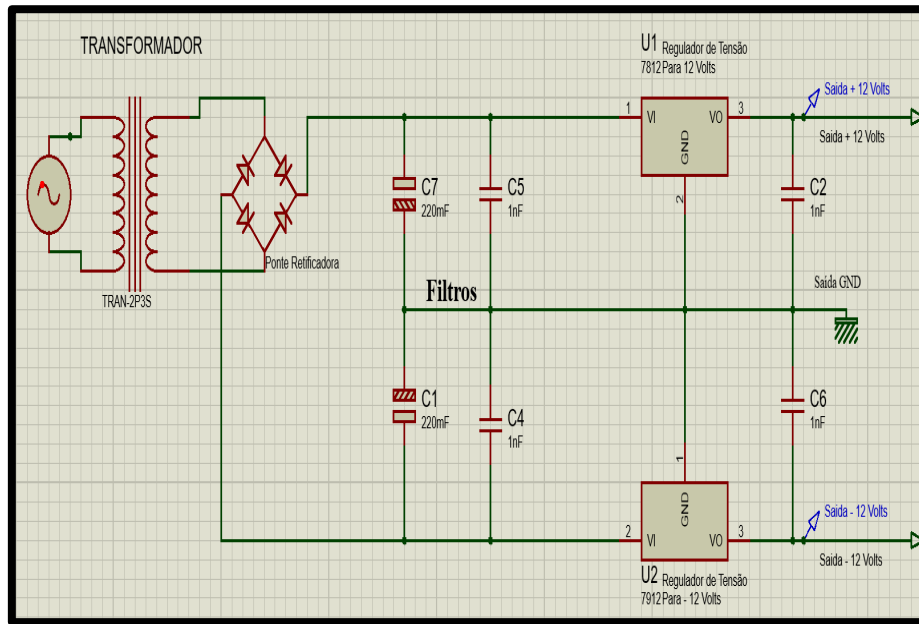 TRANSFORMADOR
TRAN-2P3S
Ponte Retificadora
C7
220mF
C5
1nF
Filtros
C1
220mF
C4
1nF
U1 Regulador de Tensão
7812 Para 12 Volts
1
VI
VO
3
GND
2
Saida + 12 Volts
Saida + 12 Volts
C2
1nF
Saída GND
C6
1nF
1
GND
2
VI
VO
3
Saida - 12 Volts
Saida - 12 Volts
U2 Regulador de Tensão
7912 Para - 12 Volts